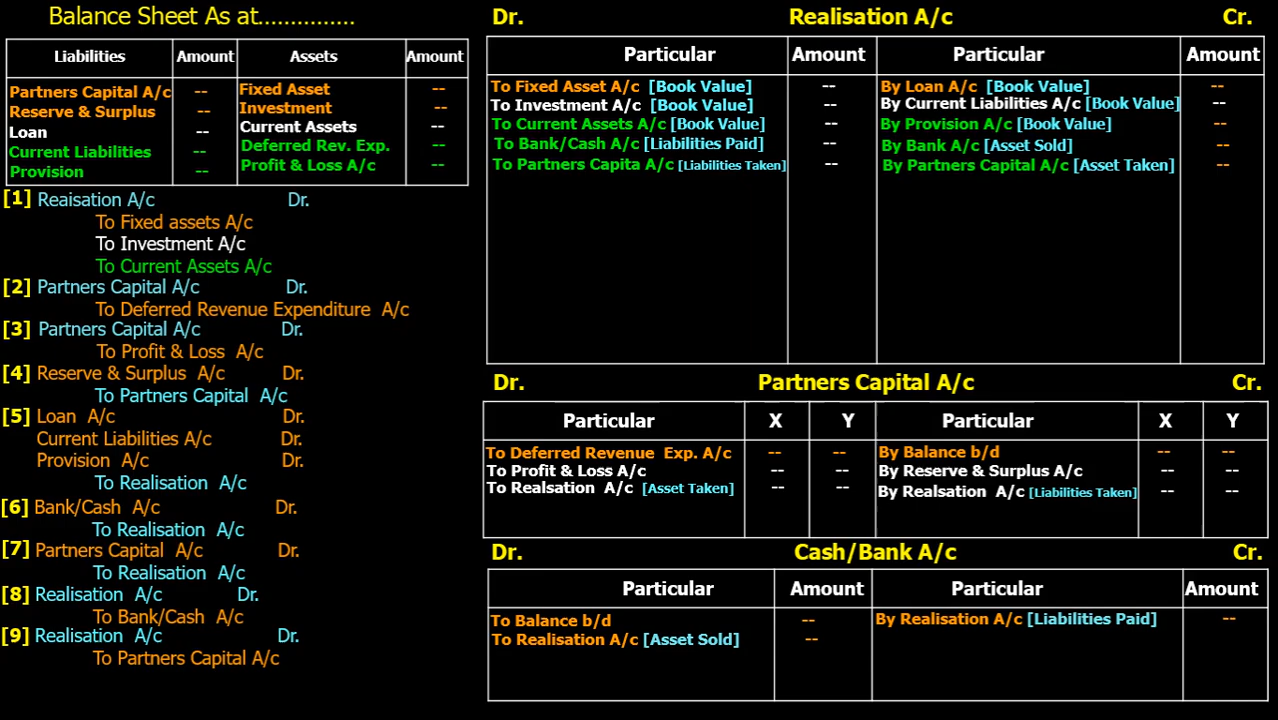 Balance Sheet As at..............
Liabilities Amount Assets Amount
Partners Capital A/c -- Fixed Asset --
Reserve & Surplus -- Investment --
Loan -- Current Assets --
Current Liabilities -- Deferred Rev. Exp. --
Provision -- Profit & Loss A/c --
[1] Reaisation A/c Dr.
To Fixed assets A/c
To Investment A/c
To Current Assets A/c
[2] Partners Capital A/c Dr.
To Deferred Revenue Expenditure A/c
[3] Partners Capital A/c Dr.
To Profit & Loss A/c
[4] Reserve & Surplus A/c Dr.
To Partners Capital A/c
[5] Loan A/c Dr.
Current Liabilities A/c Dr.
Provision A/c Dr.
To Realisation A/c
[6] Bank/Cash A/c Dr.
To Realisation A/c
[7] Partners Capital A/c Dr.
To Realisation A/c
[8] Realisation A/c Dr.
To Bank/Cash A/c
[9] Realisation A/c Dr.
To Partners Capital A/c
Dr. Realisation A/c Cr.
Particular Amount Particular Amount
To Fixed Asset A/c [Book Value] -- By Loan A/c [Book Value] --
To Investment A/c [Book Value] -- By Current Liabilities A/c [Book Value] --
To Current Assets A/c [Book Value] -- By Provision A/c [Book Value] --
To Bank/Cash A/c [Liabilities Paid] -- By Bank A/c [Asset Sold] --
To Partners Capita A/c [Liabilities Taken] -- By Partners Capital A/c [Asset Taken] --
Dr. Partners Capital A/c Cr.
Particular X Y Particular X Y
To Deferred Revenue Exp. A/c -- -- By Balance b/d -- --
To Profit & Loss A/c -- -- By Reserve & Surplus A/c -- --
To Realsation A/c [Asset Taken] -- -- By Realsation A/c [Liabilities Taken] -- --
Dr. Cash/Bank A/c Cr.
Particular Amount Particular Amount
To Balance b/d -- By Realisation A/c [Liabilities Paid] --
To Realisation A/c [Asset Sold] --